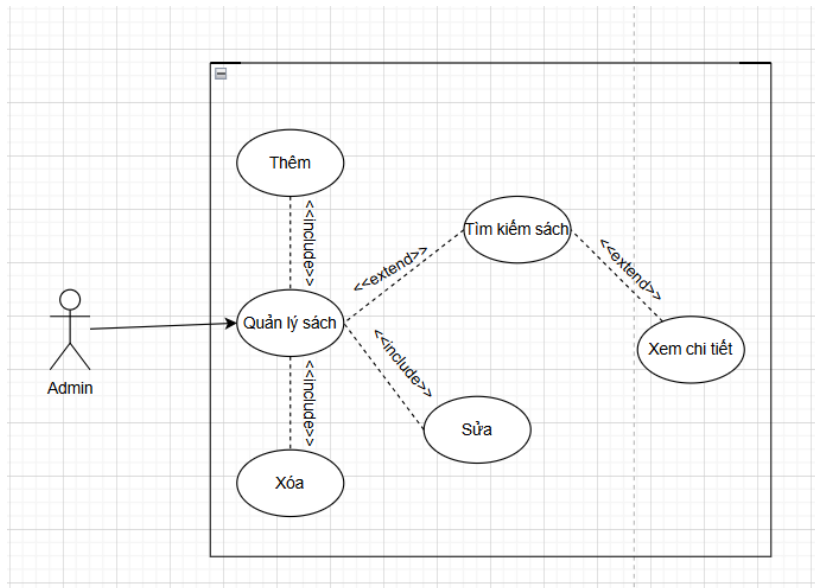 Thêm
<<include>>
Tìm kiếm sách
<<extend>>
<<extend>>
Quản lý sách
Xem chi tiết
<<include>>
<<include>>
Admin
Sửa
Xóa